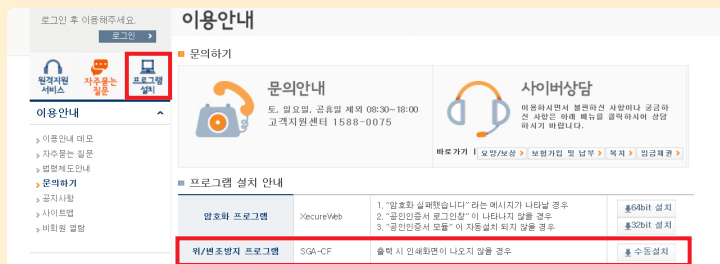 로그인 후 이용해주세요.
로그인 >
원격지원
서비스
자주묻는
질문
프로그램
설치
이용안내
이용안내 데모
자주묻는 질문
법령제도안내
문의하기
공지사항
사이트맵
비회원 열람
이용안내
문의하기
문의안내
토, 일요일, 공휴일 제외 08:30~18:00
고객지원센터 1588-0075
사이버상담
이용하시면서 불편하신 사항이나 궁금하
신 사항은 아래 메뉴를 클릭하시어 상담
하시기 바랍니다.
바로가기 | 요양/보상 > 보험가입 및 납부 > 복지 > 임금채권 >
프로그램 설치 안내
암호화 프로그램
XecureWeb
1. "암호화 실패했습니다" 라는 메시지가 나타날 경우
2. "공인인증서 로그인창" 이 나타나지 않을 경우
3. "공인인증서 모듈" 이 자동설치 되지 않을 경우
64bit 설치
32bit 설치
위/변조방지 프로그램
SGA-CF
출력 시 인쇄화면이 나오지 않을 경우
수동설치